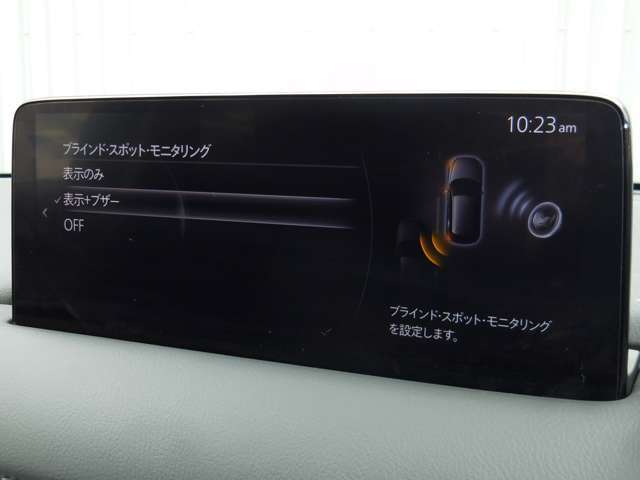 10:23 am
ブラインド・スポット・モニタリング
表示のみ
✓表示+ブザー
OFF
ブラインド・スポット・モニタリング
を設定します。